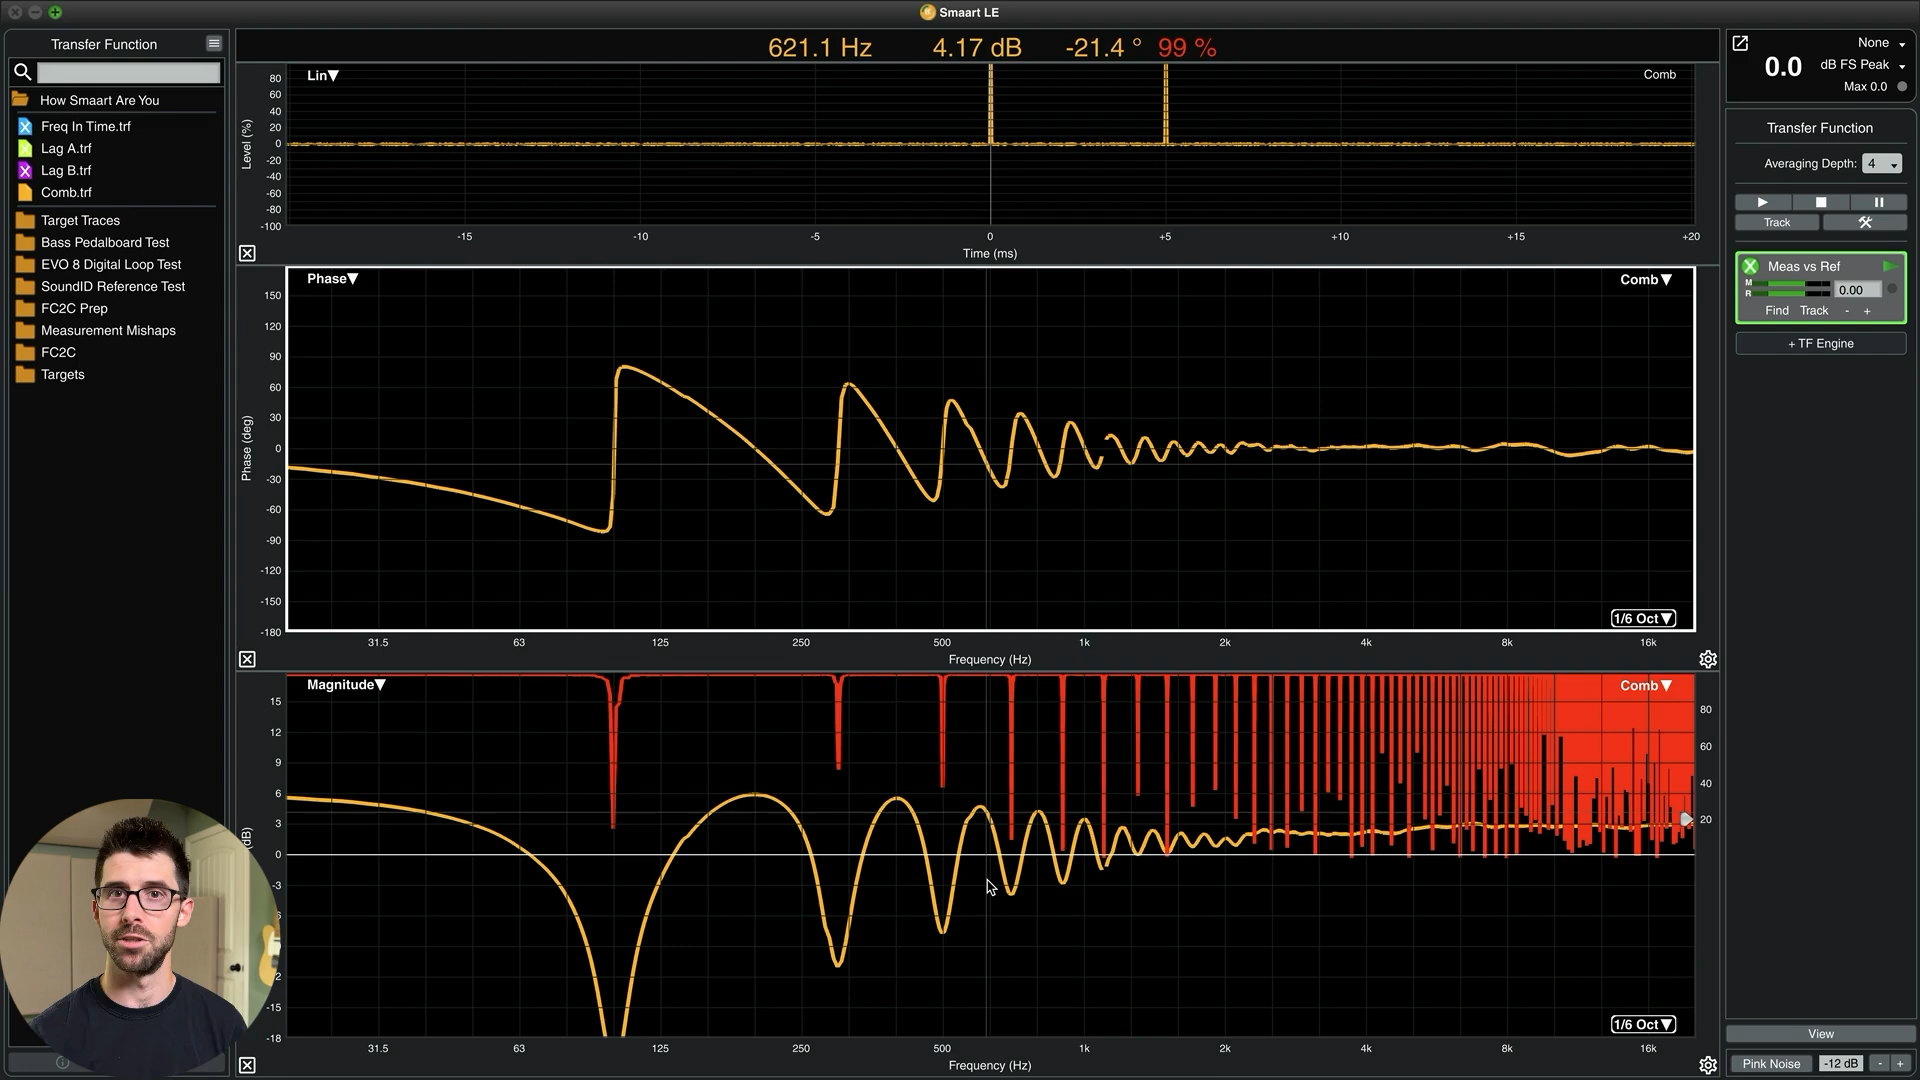 Smaart LE
Transfer Function
How Smaart Are You
Freq In Time.trf
Lag A.trf
Lag B.trf
Comb.trf
Target Traces
Bass Pedalboard Test
EVO 8 Digital Loop Test
SoundID Reference Test
FC2C Prep
Measurement Mishaps
FC2C
Targets
621.1 Hz 4.17 dB -21.4 ° 99 %
Lin▼ Comb
Level (%)
80
60
40
20
0
-20
-40
-60
-80
-100
-15 -10 -5 0 +5 +10 +15 +20
Time (ms)
Phase▼ Comb▼
Phase (deg)
150
120
90
60
30
0
-30
-60
-90
-120
-150
-180
1/6 Oct▼
31.5 63 125 250 500 1k 2k 4k 8k 16k
Frequency (Hz)
Magnitude▼ Comb▼
(dB)
15
12
9
6
3
0
-3
-15
-18
80
60
40
20
1/6 Oct▼
31.5 63 125 250 500 1k 2k 4k 8k 16k
Frequency (Hz)
None
0.0 dB FS Peak
Max 0.0
Transfer Function
Averaging Depth: 4
Track
Meas vs Ref
M
R
0.00
Find Track - +
+ TF Engine
View
Pink Noise -12 dB - +